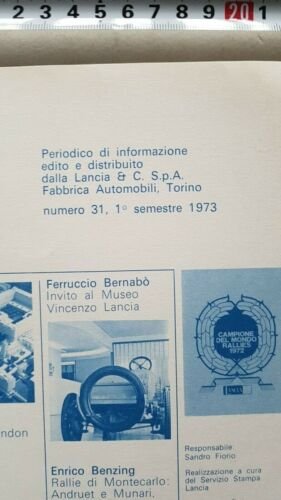 2 3 4 5 6 7 8 9 20 1
Periodico di informazione
edito e distribuito
dalla Lancia & C. S.p.A.
Fabbrica Automobili, Torino
numero 31, 1° semestre 1973
Ferruccio Bernabò
Invito al Museo
Vincenzo Lancia
CAMPIONE
DEL MONDO
RALLIES
1972
LANCIA
ndon
Responsabile:
Sandro Fiorio
Realizzazione a cura
del Servizio Stampa
Lancia
Enrico Benzing
Rallie di Montecarlo:
Andruet e Munari,